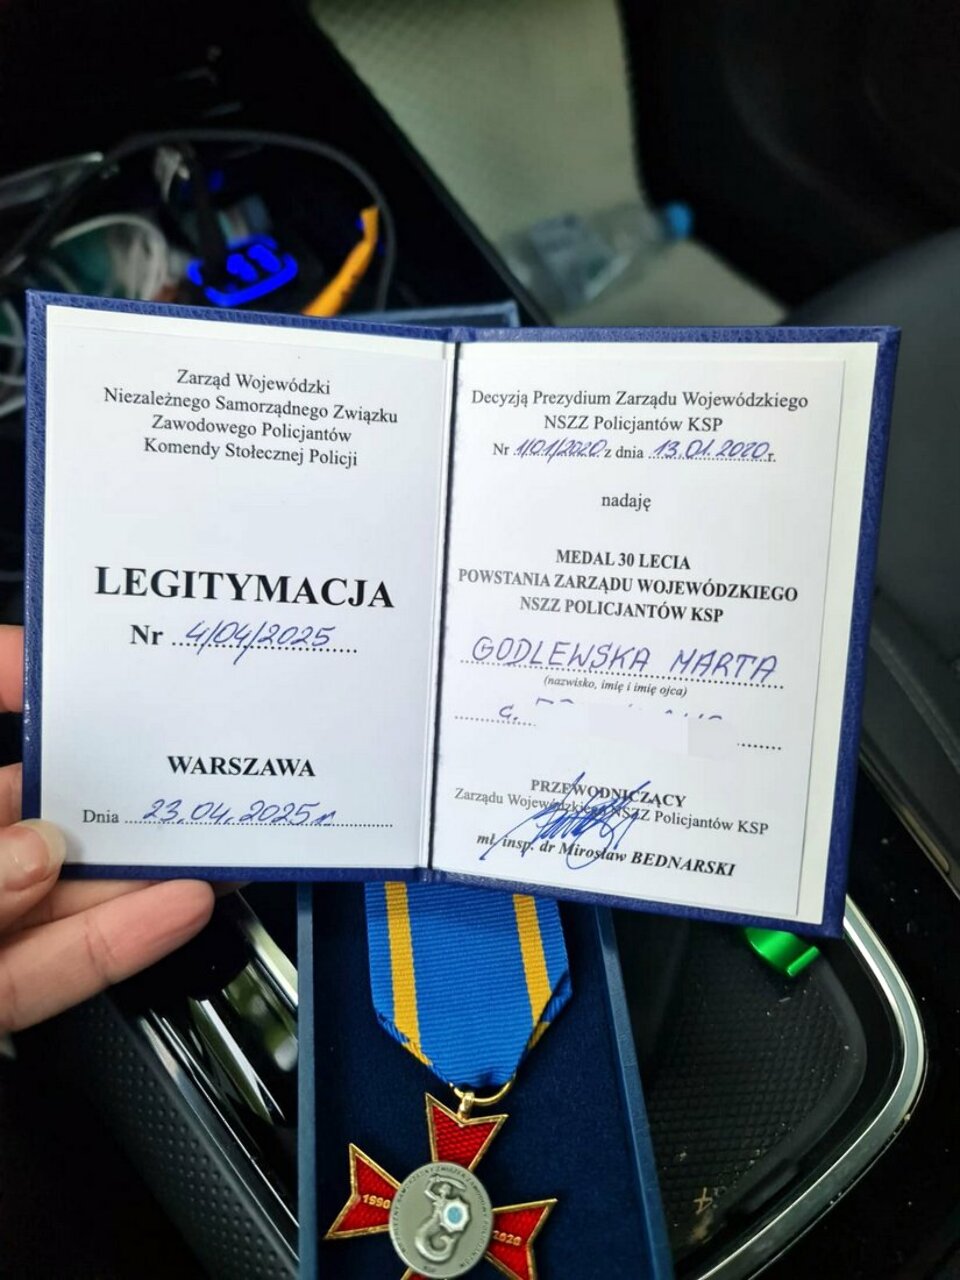 Zarząd Wojewódzki
Niezależnego Samorządnego Związku
Zawodowego Policjantów
Komendy Stołecznej Policji
LEGITYMACJA
Nr 4/04/2025
WARSZAWA
Dnia 23.04.2025 r.
Decyzją Prezydium Zarządu Wojewódzkiego
NSZZ Policjantów KSP
Nr 1/01/2020 z dnia 13.01.2020 r.
nadaję
MEDAL 30 LECIA
POWSTANIA ZARZĄDU WOJEWÓDZKIEGO
NSZZ POLICJANTÓW KSP
GODLEWSKA MARTA
(nazwisko, imię i imię ojca)
c.
PRZEWODNICZĄCY
Zarządu Wojewódzkiego NSZZ Policjantów KSP
mł. insp. dr Mirosław BEDNARSKI
1990
2020